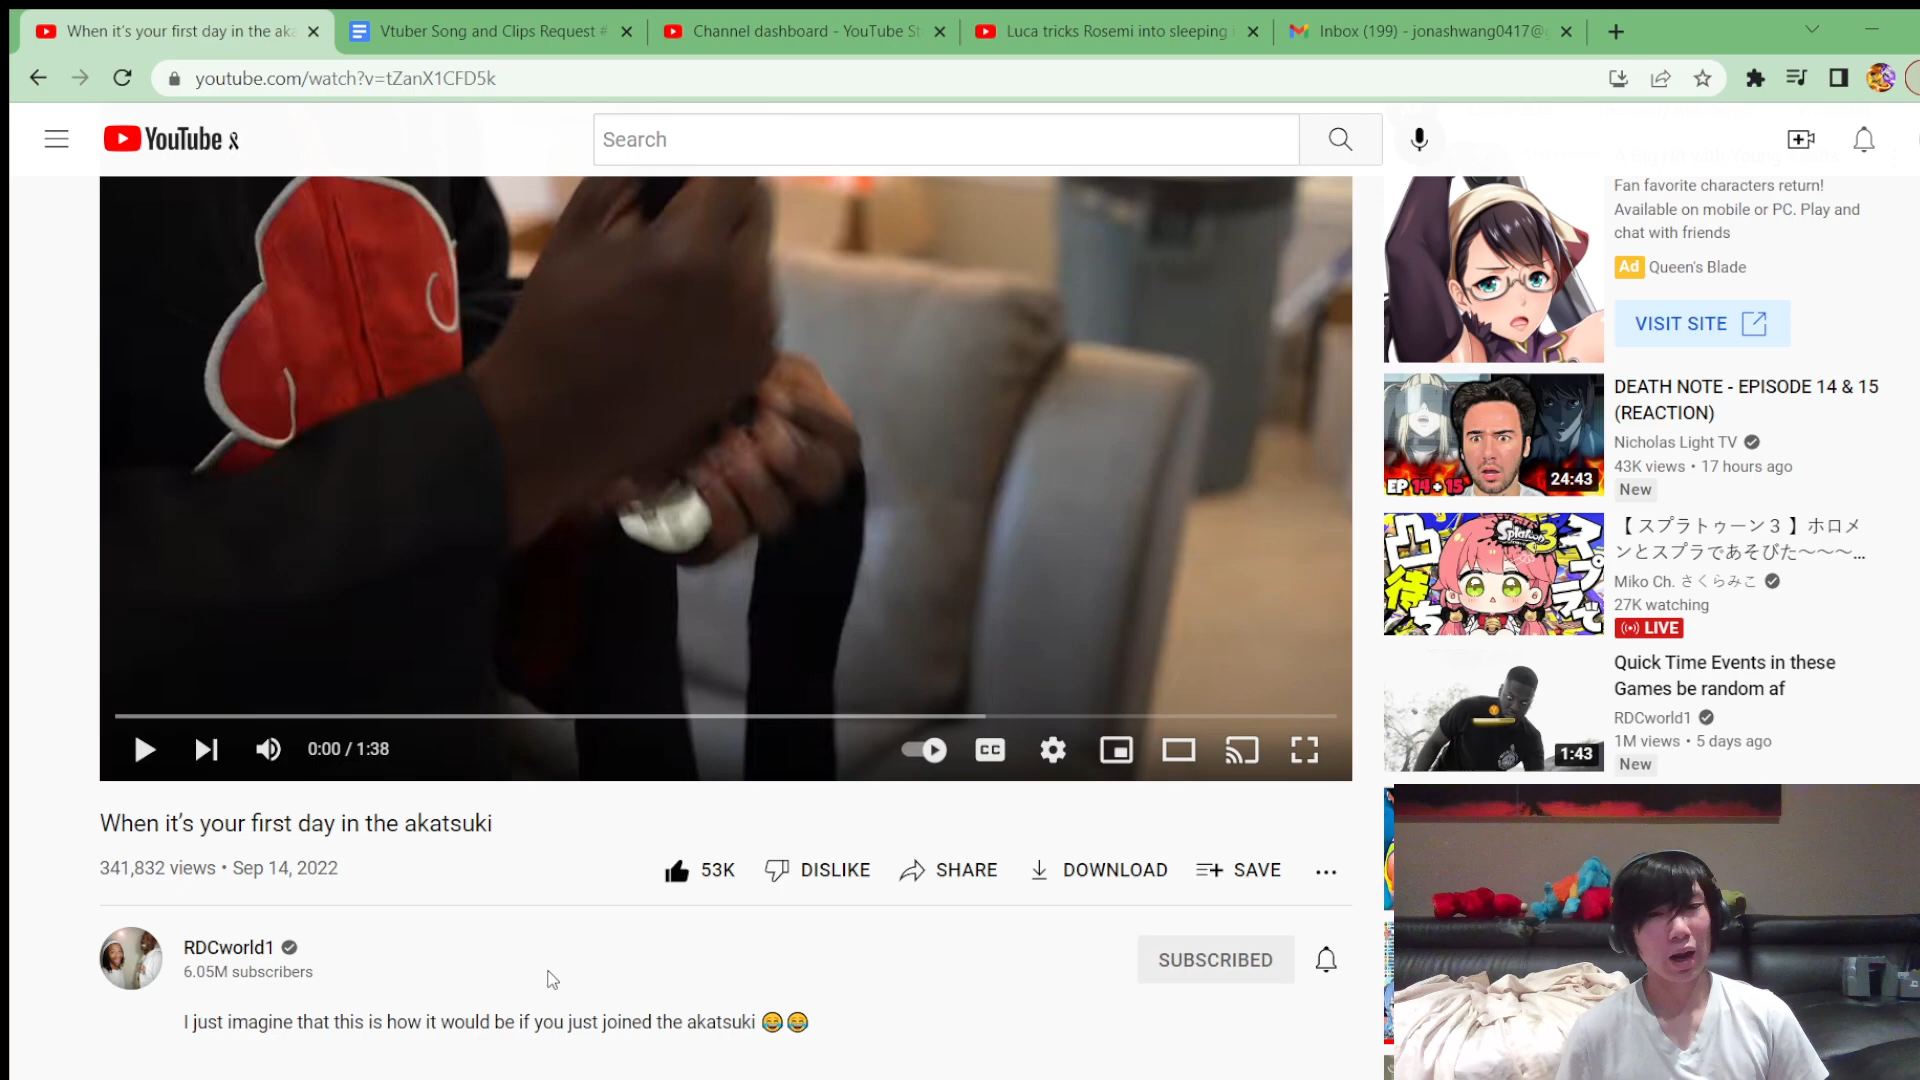 When it's your first day in the aka
Vtuber Song and Clips Request #
Channel dashboard - YouTube St
Luca tricks Rosemi into sleeping
Inbox (199) - jonashwang0417@g
youtube.com/watch?v=tZanX1CFD5k
YouTube
Search
Fan favorite characters return!
Available on mobile or PC. Play and
chat with friends
Ad Queen's Blade
VISIT SITE
DEATH NOTE - EPISODE 14 & 15
(REACTION)
Nicholas Light TV
43K views • 17 hours ago
New
EP 14+15
24:43
【 スプラトゥーン３ 】ホロメ
ンとスプラであそびた～～～...
Miko Ch. さくらみこ
27K watching
LIVE
Splatoon 3
凸待ち
Quick Time Events in these
Games be random af
RDCworld1
1M views • 5 days ago
New
1:43
0:00 / 1:38
CC
When it's your first day in the akatsuki
341,832 views • Sep 14, 2022
53K
DISLIKE
SHARE
DOWNLOAD
SAVE
RDCworld1
6.05M subscribers
SUBSCRIBED
I just imagine that this is how it would be if you just joined the akatsuki 😂😂